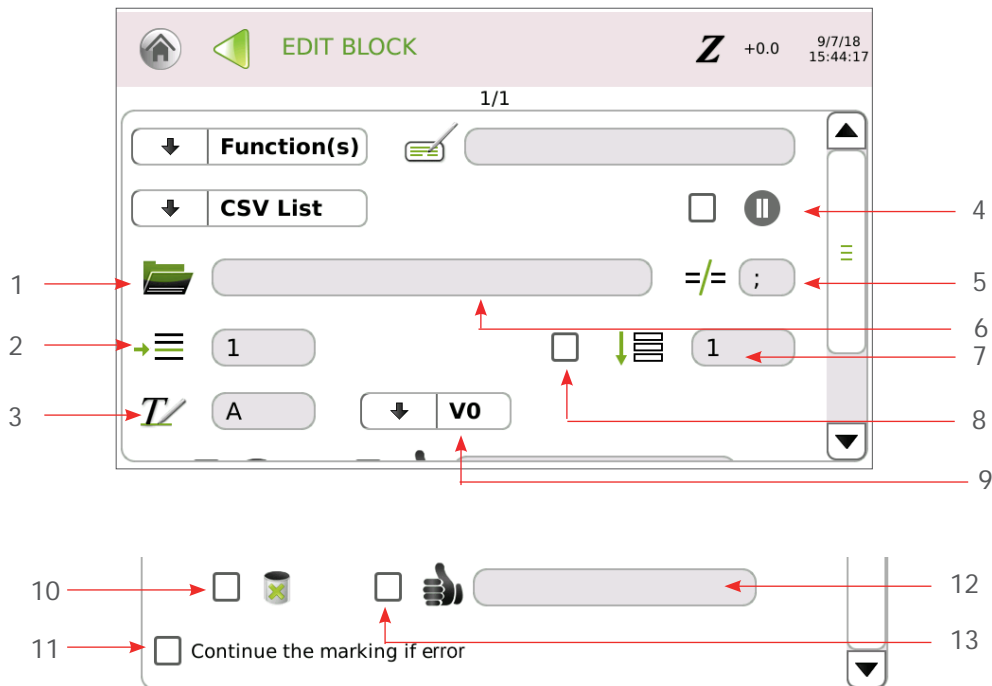 EDIT BLOCK Z +0.0 9/7/18
15:44:17
1/1
Function(s)
CSV List
4
1 =/= ; 5
6
2 1 1 7
3 T A V0 8
9
10 12
13
11 Continue the marking if error